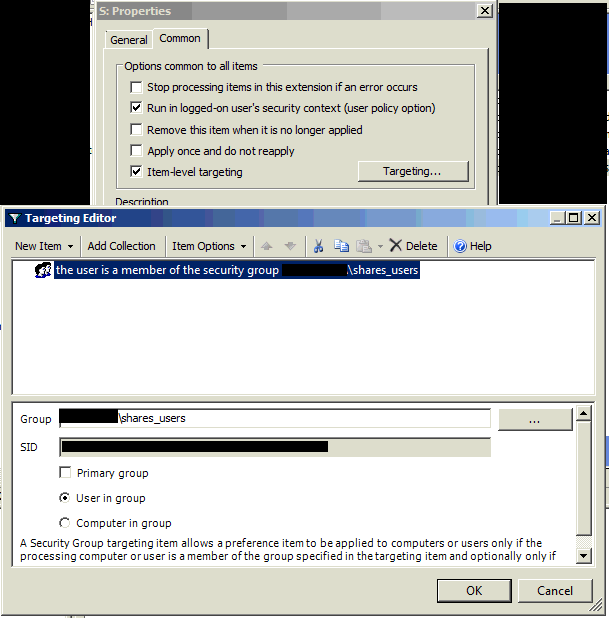 S: Properties
General Common
Options common to all items
Stop processing items in this extension if an error occurs
Run in logged-on user's security context (user policy option)
Remove this item when it is no longer applied
Apply once and do not reapply
Item-level targeting Targeting...
Description
Targeting Editor
New Item Add Collection Item Options Delete Help
the user is a member of the security group \shares_users
Group \shares_users ...
SID
Primary group
User in group
Computer in group
A Security Group targeting item allows a preference item to be applied to computers or users only if the
processing computer or user is a member of the group specified in the targeting item and optionally only if
OK Cancel